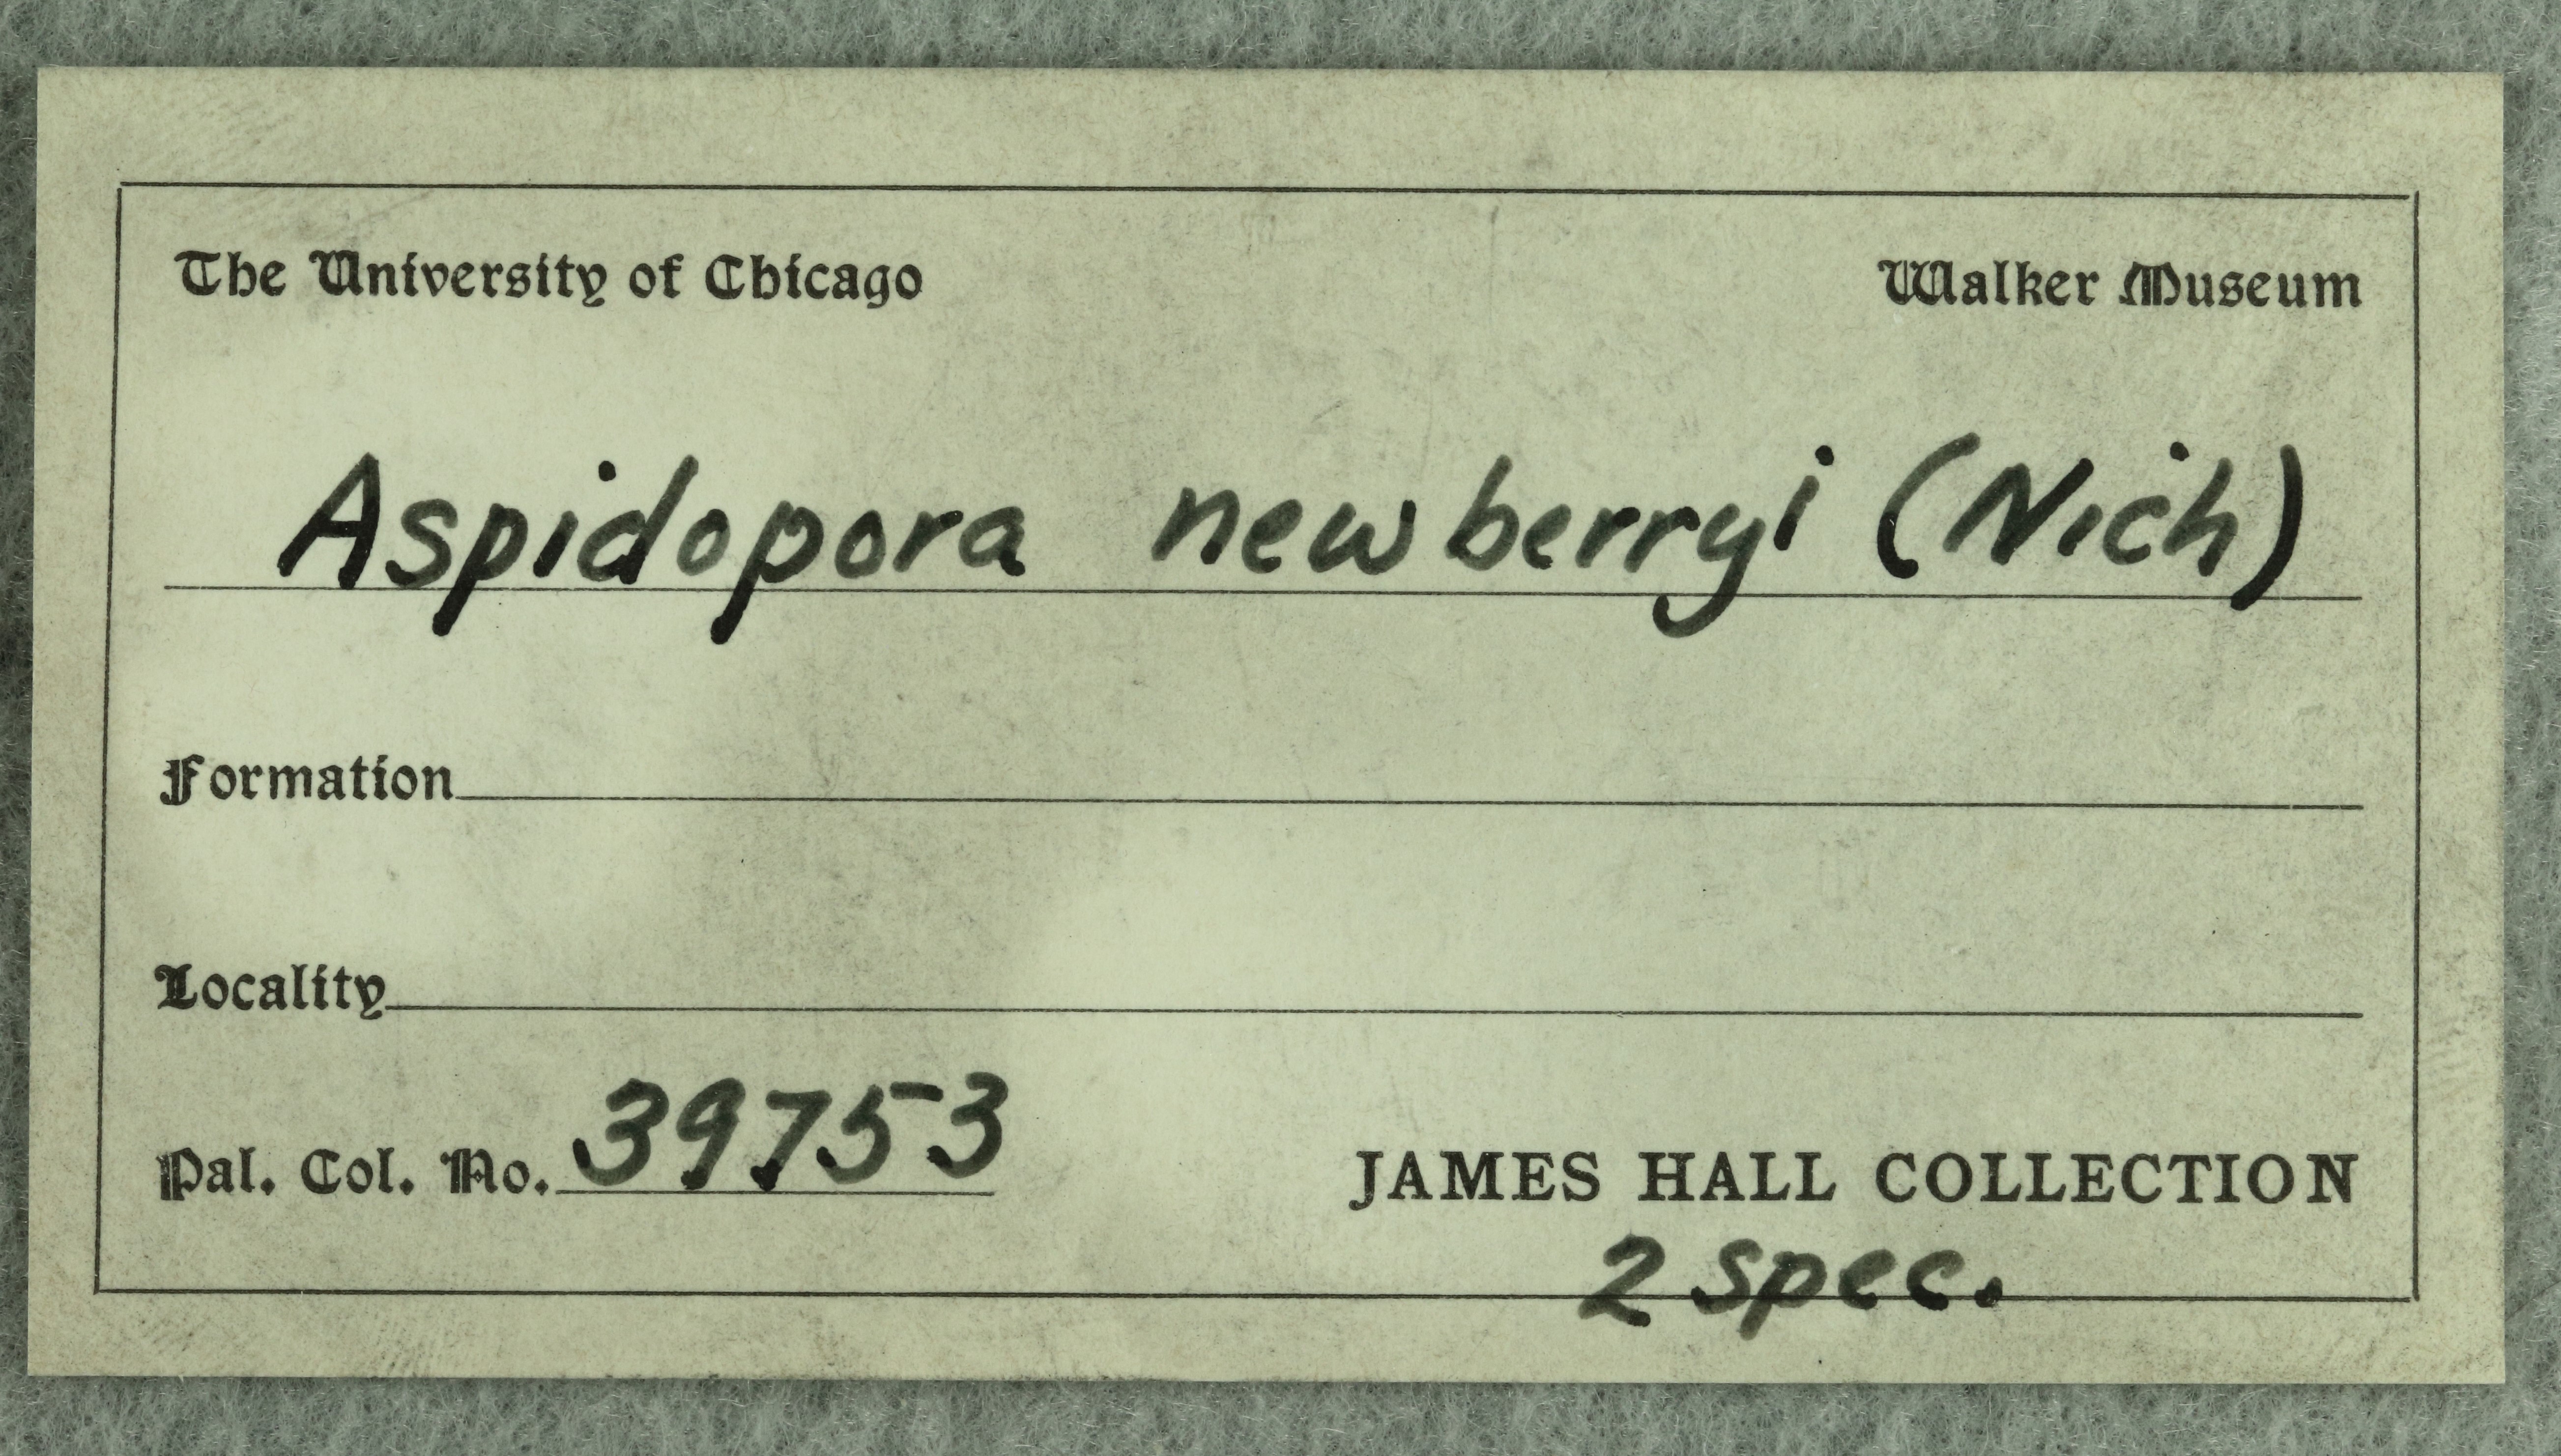 The University of Chicago Walker Museum
Aspidopora newberryi (Nich)
Formation
Locality
Pal. Col. No. 39753 JAMES HALL COLLECTION
2 spec.